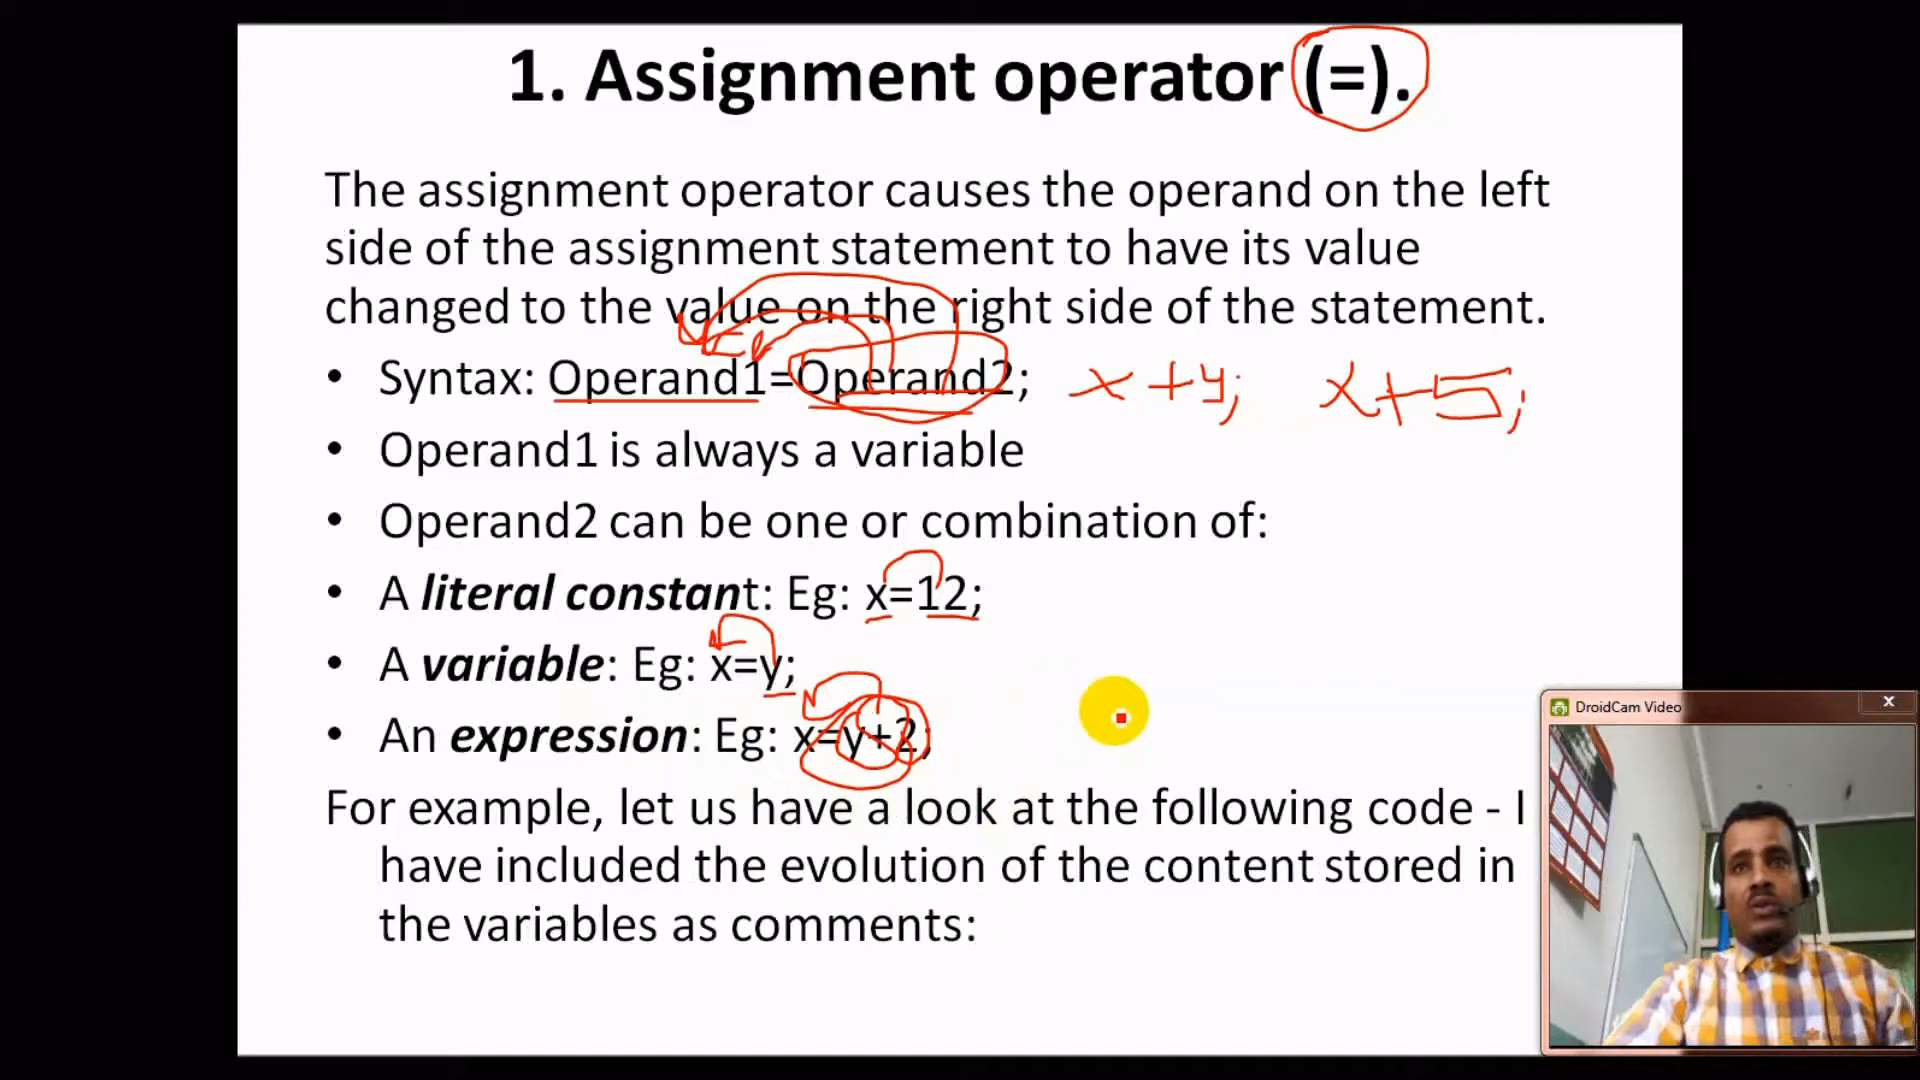 1. Assignment operator (=).
The assignment operator causes the operand on the left
side of the assignment statement to have its value
changed to the value on the right side of the statement.
• Syntax: Operand1=Operand2; x+y; x+5;
• Operand1 is always a variable
• Operand2 can be one or combination of:
• A literal constant: Eg: x=12;
• A variable: Eg: x=y;
• An expression: Eg: x=y+2;
For example, let us have a look at the following code - I
have included the evolution of the content stored in
the variables as comments:
DroidCam Video